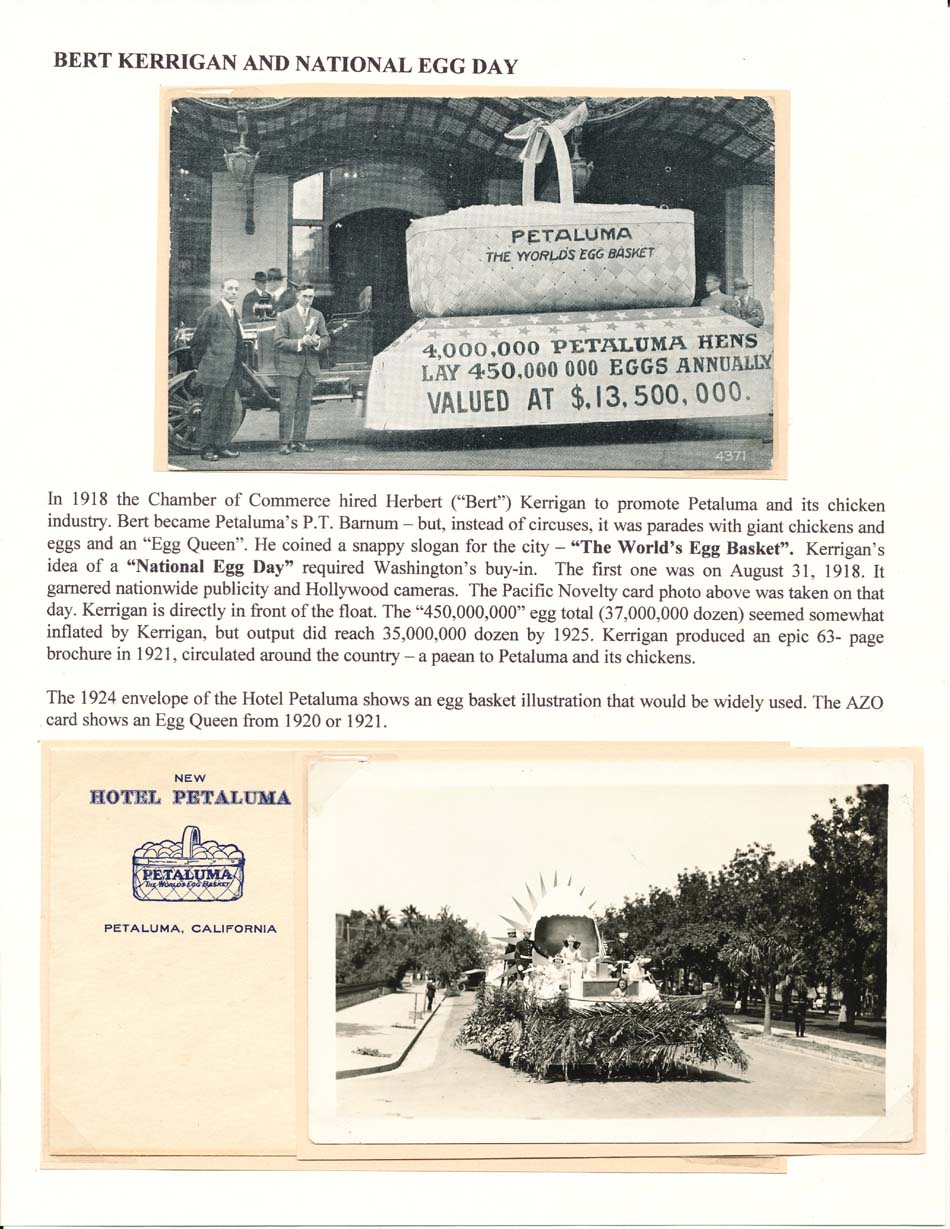 BERT KERRIGAN AND NATIONAL EGG DAY
PETALUMA
THE WORLD'S EGG BASKET
4,000,000 PETALUMA HENS
LAY 450,000 000 EGGS ANNUALLY
VALUED AT $,13,500,000.
4371
In 1918 the Chamber of Commerce hired Herbert (“Bert”) Kerrigan to promote Petaluma and its chicken
industry. Bert became Petaluma’s P.T. Barnum – but, instead of circuses, it was parades with giant chickens and
eggs and an “Egg Queen”. He coined a snappy slogan for the city – “The World’s Egg Basket”. Kerrigan’s
idea of a “National Egg Day” required Washington’s buy-in. The first one was on August 31, 1918. It
garnered nationwide publicity and Hollywood cameras. The Pacific Novelty card photo above was taken on that
day. Kerrigan is directly in front of the float. The “450,000,000” egg total (37,000,000 dozen) seemed somewhat
inflated by Kerrigan, but output did reach 35,000,000 dozen by 1925. Kerrigan produced an epic 63- page
brochure in 1921, circulated around the country – a paean to Petaluma and its chickens.
The 1924 envelope of the Hotel Petaluma shows an egg basket illustration that would be widely used. The AZO
card shows an Egg Queen from 1920 or 1921.
NEW
HOTEL PETALUMA
PETALUMA
THE WORLD'S EGG BASKET
PETALUMA, CALIFORNIA